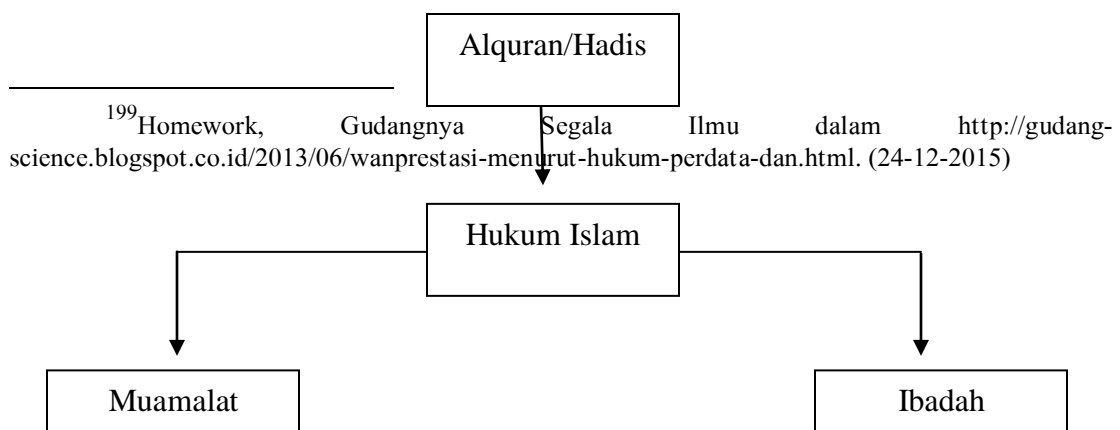 Alquran/Hadis
199Homework, Gudangnya Segala Ilmu dalam http://gudang-
science.blogspot.co.id/2013/06/wanprestasi-menurut-hukum-perdata-dan.html. (24-12-2015)
Hukum Islam
Muamalat
Ibadah